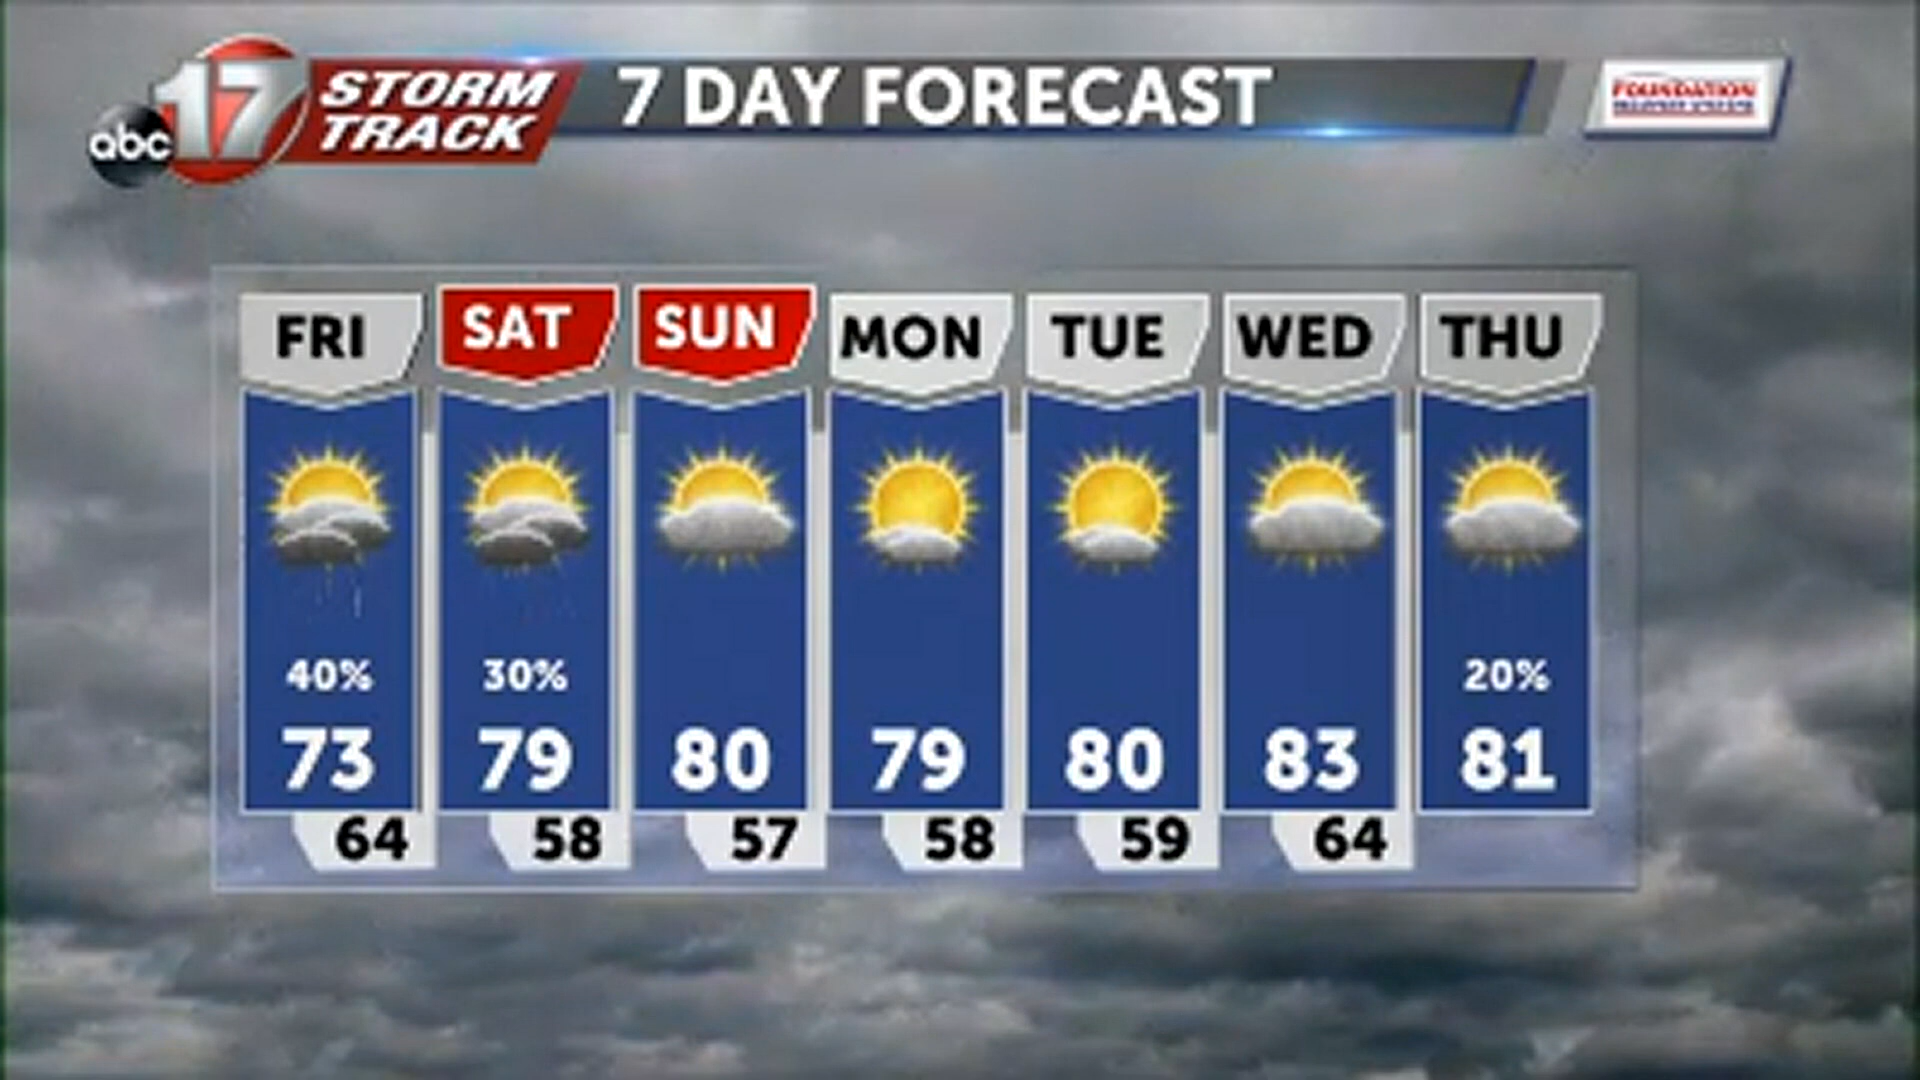 abc 17 STORM TRACK
7 DAY FORECAST
FOUNDATION
FRI SAT SUN MON TUE WED THU
40% 30% 20%
73 79 80 79 80 83 81
64 58 57 58 59 64